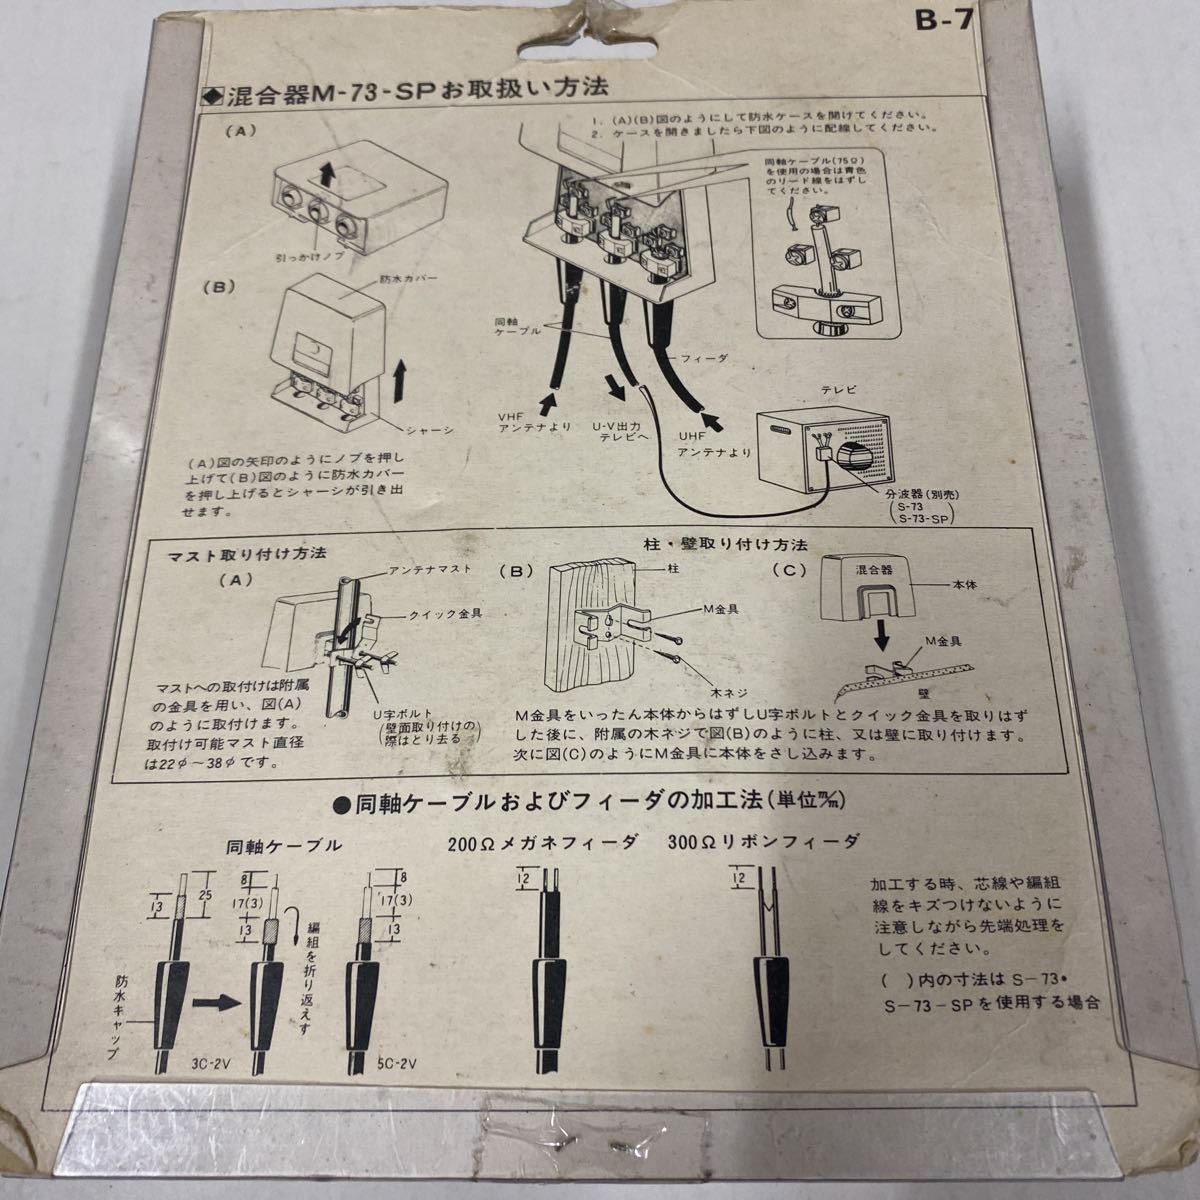 B-7
◆混合器M-73-SPお取扱い方法
(A)
引っかけノブ
(B)
防水カバー
シャーシ
(A)図の矢印のようにノブを押し
上げて(B)図のように防水カバー
を押し上げるとシャーシが引き出
せます。
1. (A)(B)図のようにして防水ケースを開けてください。
2. ケースを開きましたら下図のように配線してください。
同軸ケーブル(75Ω)
を使用の場合は青色
のリード線をはずし
てください。
同軸
ケーブル
フィーダ
VHF
アンテナより
U-V出力
テレビへ
UHF
アンテナより
テレビ
分波器(別売)
(S-73
S-73-SP)
マスト取り付け方法
(A)
アンテナマスト
クイック金具
U字ボルト
(壁面取り付けの
際はとり去る)
マストへの取付けは附属
の金具を用い、図(A)
のように取付けます。
取付け可能マスト直径
は22φ〜38φです。
柱・壁取り付け方法
(B)
柱
M金具
木ネジ
(C)
混合器
本体
M金具
壁
M金具をいったん本体からはずしU字ボルトとクイック金具を取りはず
した後に、附属の木ネジで図(B)のように柱、又は壁に取り付けます。
次に図(C)のようにM金具に本体をさし込みます。
●同軸ケーブルおよびフィーダの加工法(単位m/m)
同軸ケーブル
13
25
8
17(3)
13
編組を折り返えす
8
17(3)
13
防水キャップ
3C-2V
5C-2V
200Ωメガネフィーダ
12
300Ωリボンフィーダ
12
加工する時、芯線や編組
線をキズつけないように
注意しながら先端処理を
してください。
( )内の寸法はS-73・
S-73-SPを使用する場合